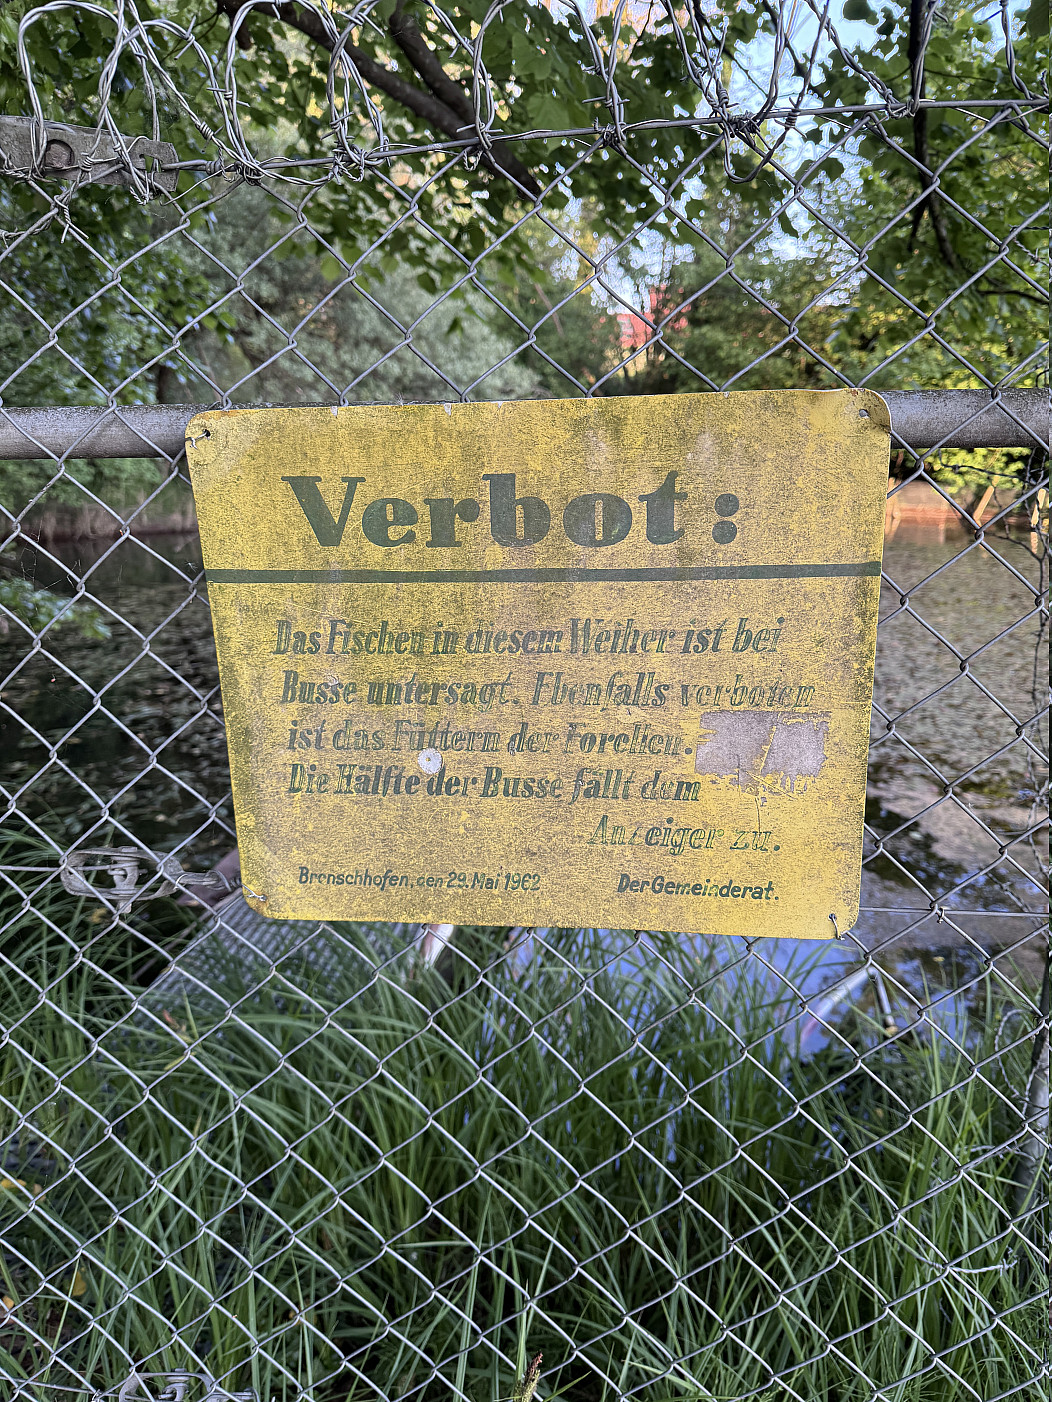 Verbot:
Das Fischen in diesem Weiher ist bei
Busse untersagt. Ebenfalls verboten
ist das Füttern der Forellen.
Die Hälfte der Busse fällt dem
Anzeiger zu.
Bronschhofen, den 29. Mai 1962
Der Gemeinderat.